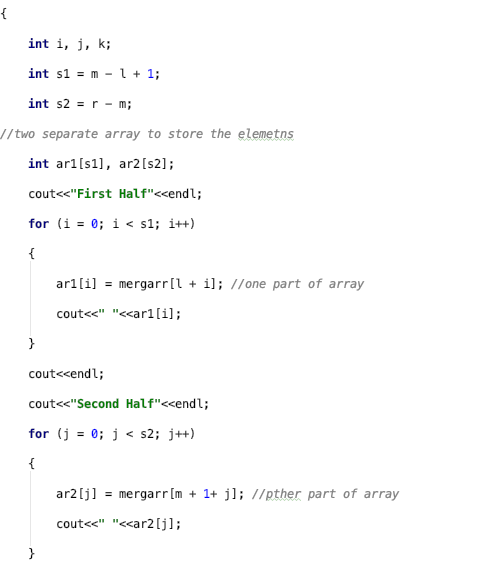 {
int i, j, k;
int s1 = m - l + 1;
int s2 = r - m;
//two separate array to store the elemetns
int ar1[s1], ar2[s2];
cout<<"First Half"<<endl;
for (i = 0; i < s1; i++)
{
ar1[i] = mergarr[l + i]; //one part of array
cout<<" "<<ar1[i];
}
cout<<endl;
cout<<"Second Half"<<endl;
for (j = 0; j < s2; j++)
{
ar2[j] = mergarr[m + 1+ j]; //pther part of array
cout<<" "<<ar2[j];
}